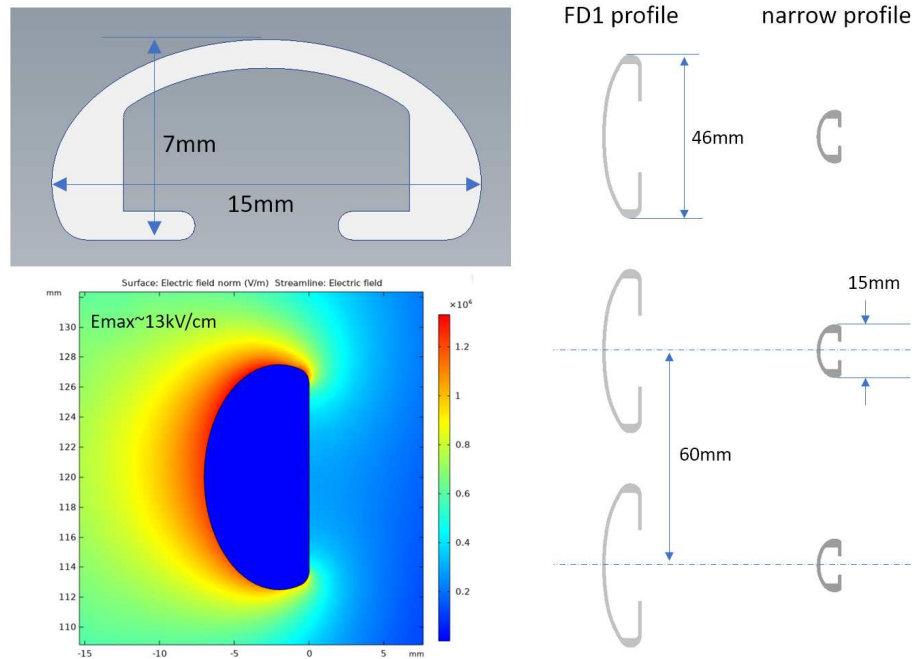 7mm
15mm
Surface: Electric field norm (V/m)  Streamline: Electric field
mm
×10⁶
Emax~13kV/cm
130
128
126
124
122
120
118
116
114
112
110
-15
-10
-5
0
5
mm
1.2
1
0.8
0.6
0.4
0.2
FD1 profile
narrow profile
46mm
15mm
60mm